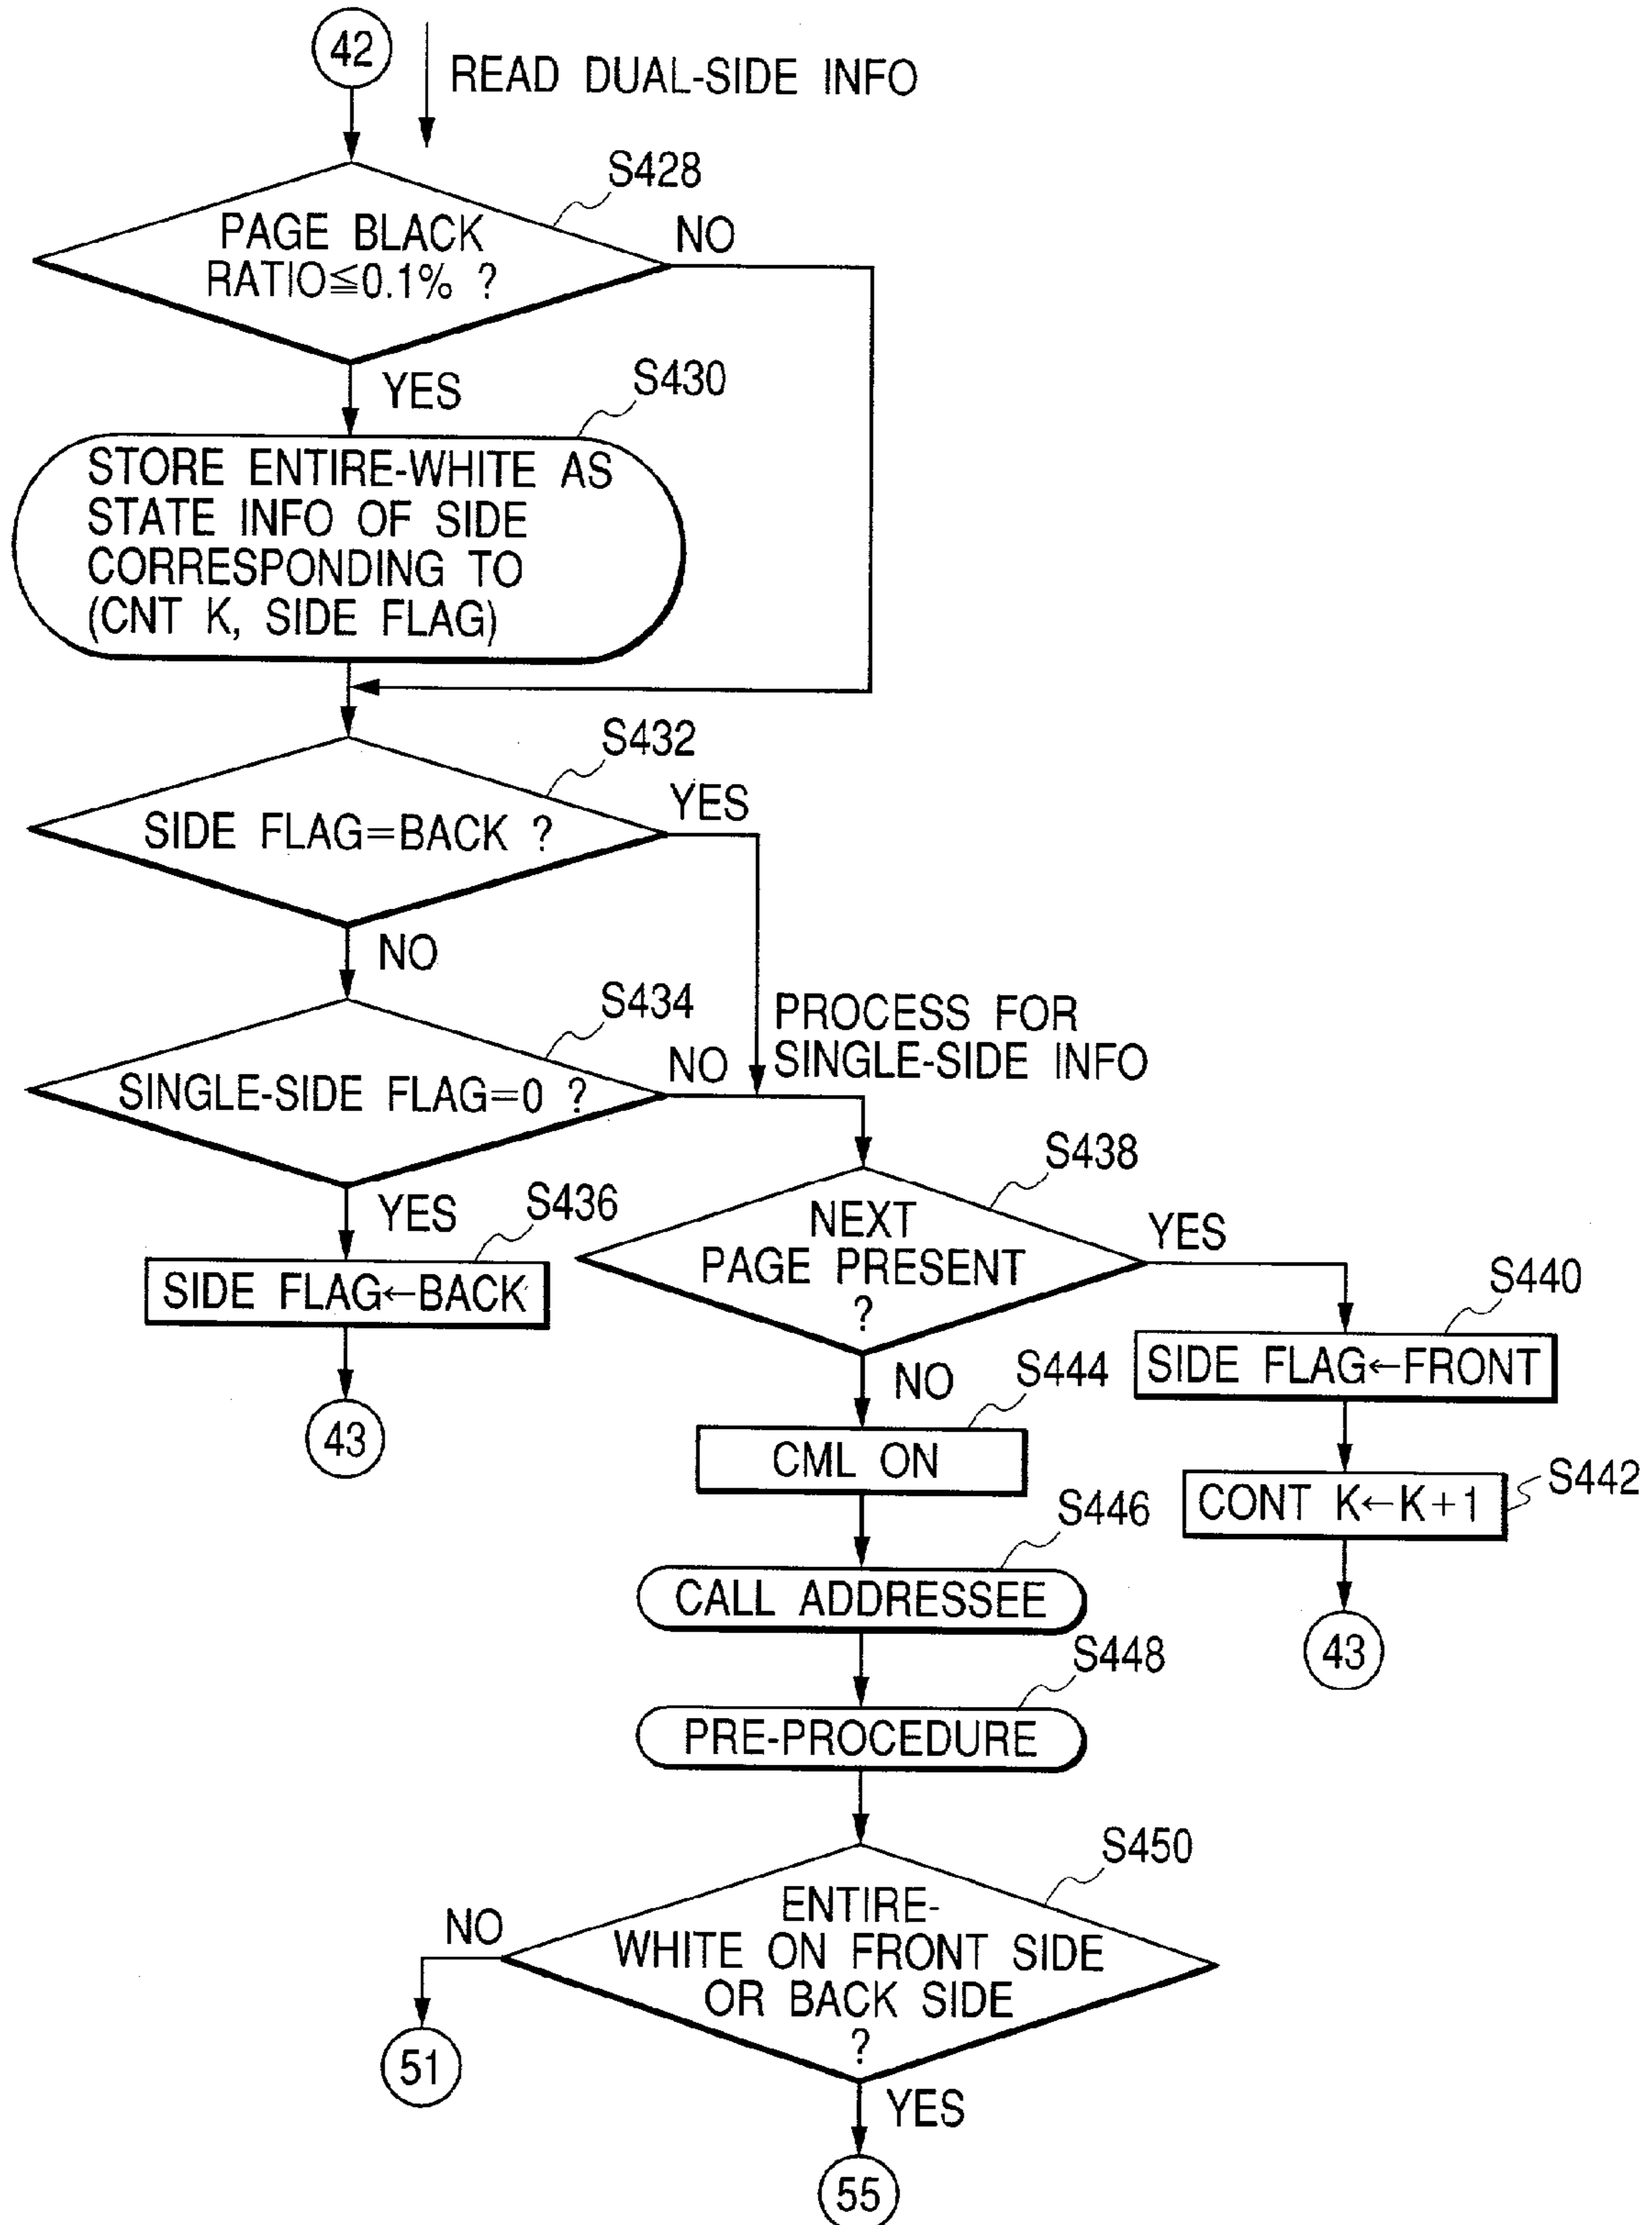 42
READ DUAL-SIDE INFO
S428
PAGE BLACK
RATIO≦0.1% ?
NO
YES
S430
STORE ENTIRE-WHITE AS
STATE INFO OF SIDE
CORRESPONDING TO
(CNT K, SIDE FLAG)
S432
SIDE FLAG=BACK ?
YES
NO
S434
SINGLE-SIDE FLAG=0 ?
NO
PROCESS FOR
SINGLE-SIDE INFO
YES
S436
SIDE FLAG←BACK
43
S438
NEXT
PAGE PRESENT
?
YES
NO
S440
SIDE FLAG←FRONT
S442
CONT K←K+1
43
S444
CML ON
S446
CALL ADDRESSEE
S448
PRE-PROCEDURE
S450
ENTIRE-
WHITE ON FRONT SIDE
OR BACK SIDE
?
NO
51
YES
55